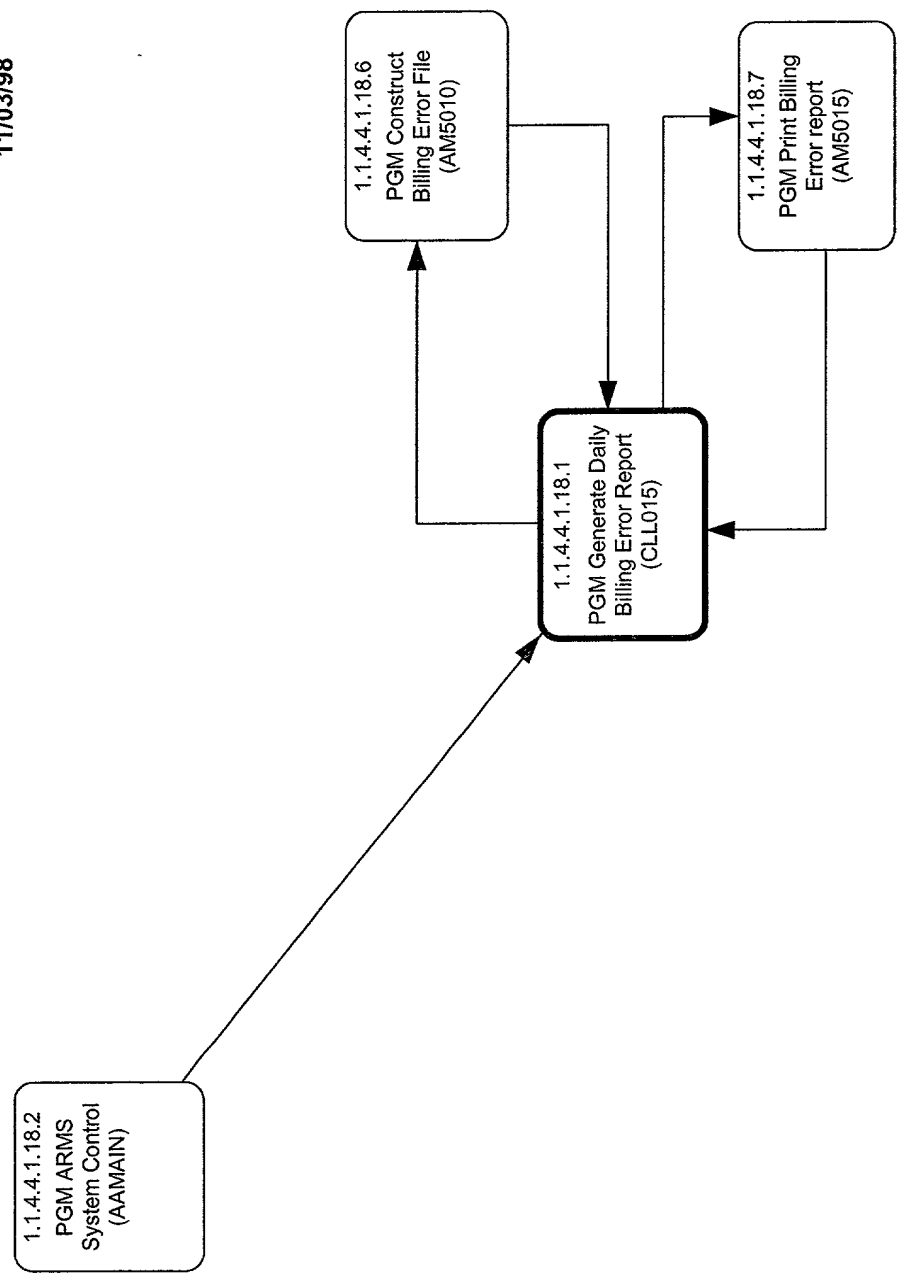 11/03/98
1.1.4.4.1.18.2
PGM ARMS
System Control
(AAMAIN)
1.1.4.4.1.18.1
PGM Generate Daily
Billing Error Report
(CLL015)
1.1.4.4.1.18.6
PGM Construct
Billing Error File
(AM5010)
1.1.4.4.1.18.7
PGM Print Billing
Error report
(AM5015)